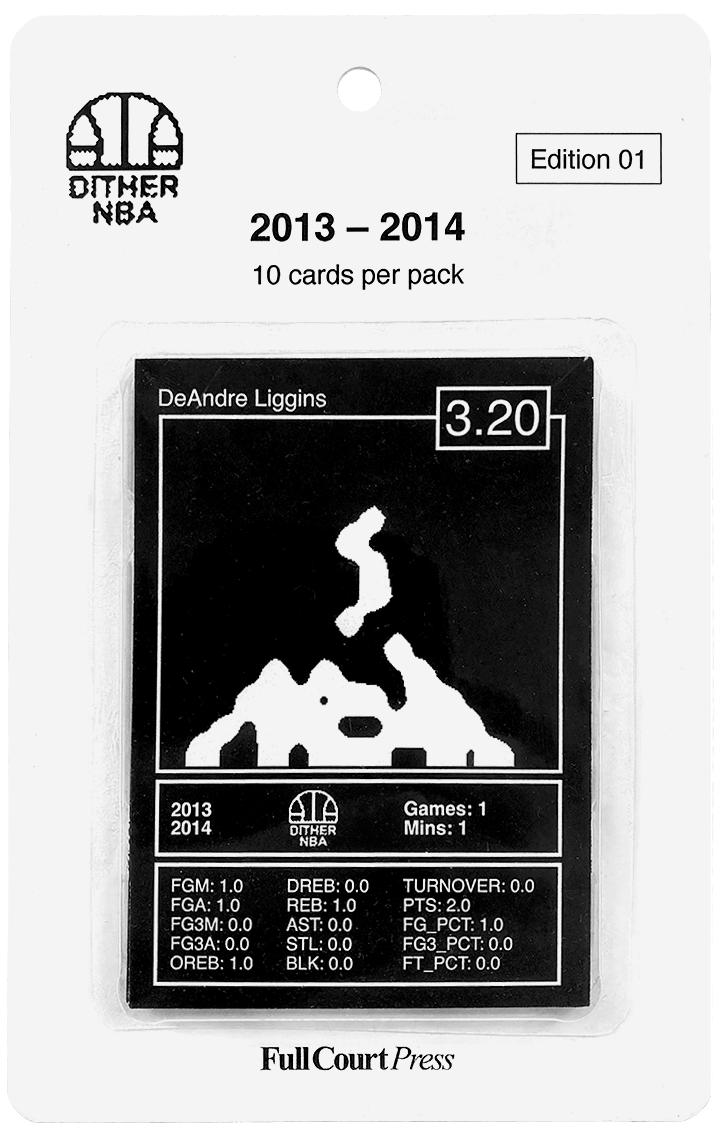 DITHER
NBA
Edition 01
2013 – 2014
10 cards per pack
DeAndre Liggins
3.20
2013
2014
DITHER
NBA
Games: 1
Mins: 1
FGM: 1.0
FGA: 1.0
FG3M: 0.0
FG3A: 0.0
OREB: 1.0
DREB: 0.0
REB: 1.0
AST: 0.0
STL: 0.0
BLK: 0.0
TURNOVER: 0.0
PTS: 2.0
FG_PCT: 1.0
FG3_PCT: 0.0
FT_PCT: 0.0
Full Court Press